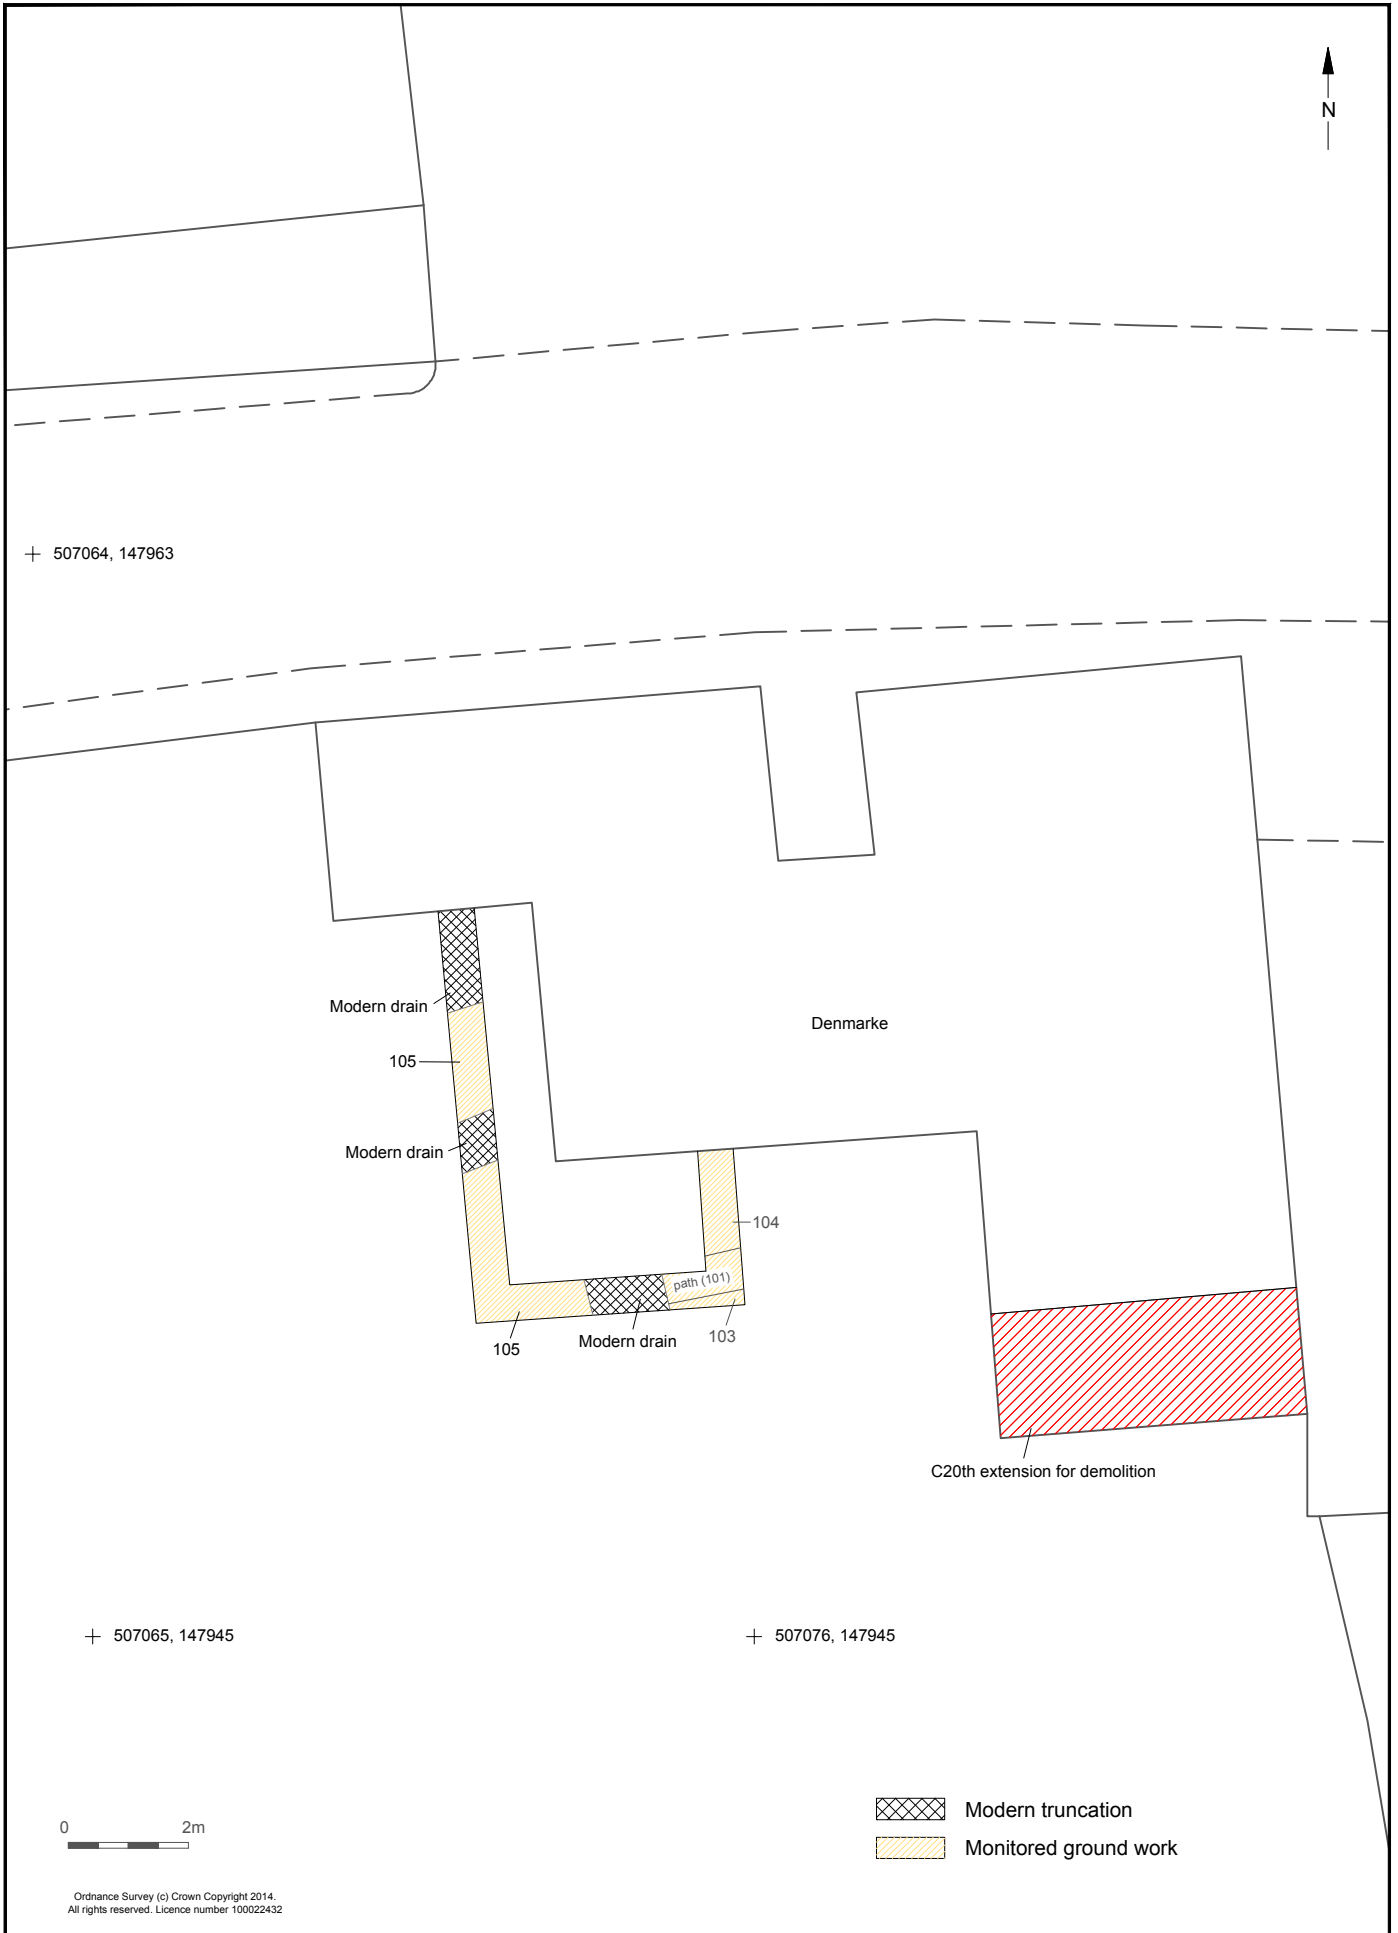 N
507064, 147963
Modern drain
Denmarke
105
Modern drain
104
path (101)
103
Modern drain
105
C20th extension for demolition
507065, 147945
507076, 147945
0 2m
Modern truncation
Monitored ground work
Ordnance Survey (c) Crown Copyright 2014.
All rights reserved. Licence number 100022432